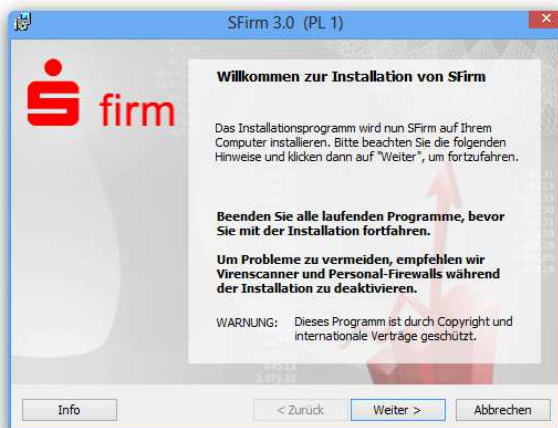 SFirm 3.0 (PL 1)
firm
Willkommen zur Installation von SFirm
Das Installationsprogramm wird nun SFirm auf Ihrem
Computer installieren. Bitte beachten Sie die folgenden
Hinweise und klicken dann auf "Weiter", um fortzufahren.
Beenden Sie alle laufenden Programme, bevor
Sie mit der Installation fortfahren.
Um Probleme zu vermeiden, empfehlen wir
Virenscanner und Personal-Firewalls während
der Installation zu deaktivieren.
WARNUNG: Dieses Programm ist durch Copyright und
internationale Verträge geschützt.
Info
< Zurück
Weiter >
Abbrechen